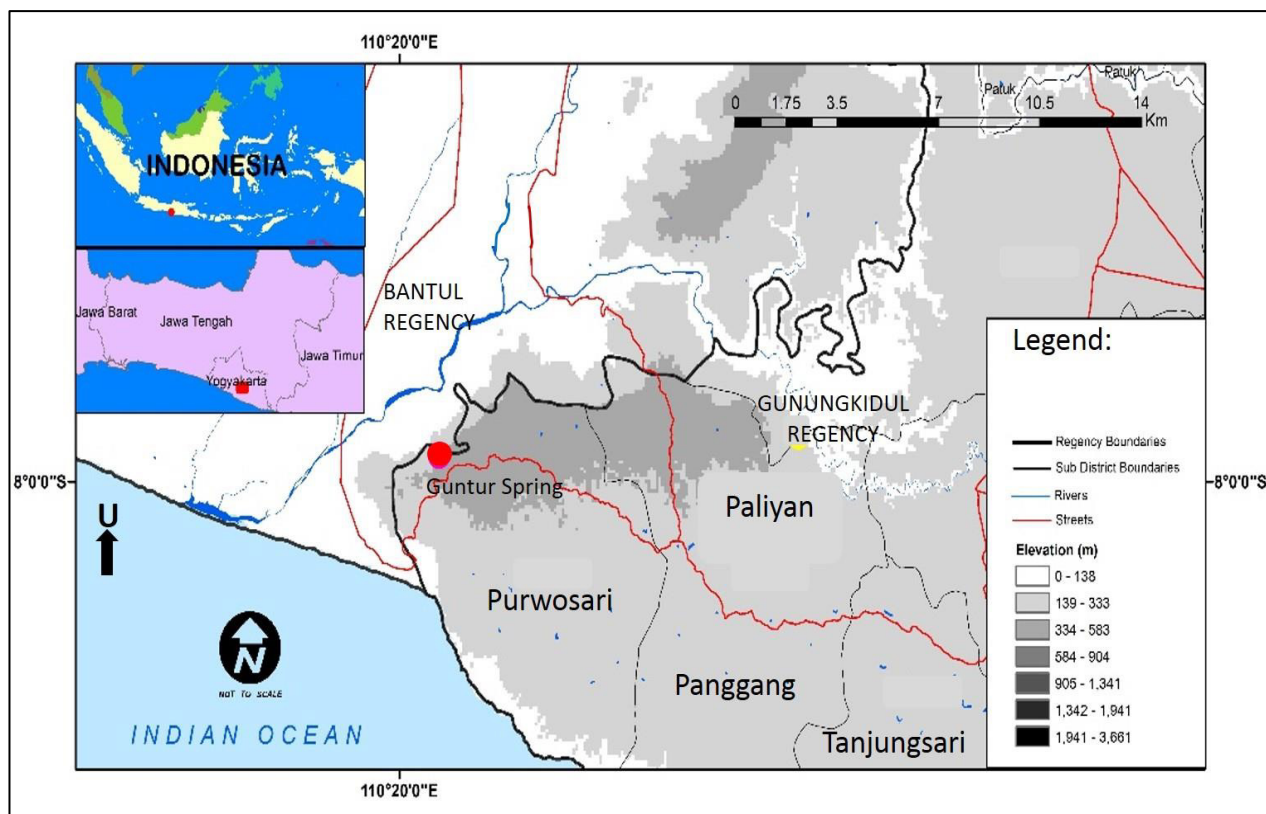 110°20'0"E
INDONESIA
Jawa Barat
Jawa Tengah
Jawa Timur
Yogyakarta
0 1.75 3.5 7 10.5 14
Km
Patuk
Patuk
BANTUL
REGENCY
GUNUNGKIDUL
REGENCY
8°0'0"S
8°0'0"S
Guntur Spring
Paliyan
Purwosari
Panggang
Tanjungsari
U
N
NOT TO SCALE
INDIAN OCEAN
Legend:
Regency Boundaries
Sub District Boundaries
Rivers
Streets
Elevation (m)
0 - 138
139 - 333
334 - 583
584 - 904
905 - 1.341
1,342 - 1,941
1,941 - 3,661
110°20'0"E